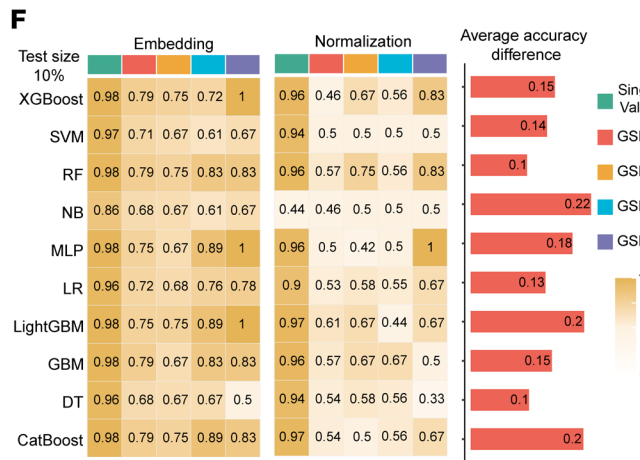 F
Test size
10%
Embedding
Normalization
Average accuracy
difference
XGBoost 0.98 0.79 0.75 0.72 1 0.96 0.46 0.67 0.56 0.83 0.15
SVM 0.97 0.71 0.67 0.61 0.67 0.94 0.5 0.5 0.5 0.5 0.14
RF 0.98 0.79 0.75 0.83 0.83 0.96 0.57 0.75 0.56 0.83 0.1
NB 0.86 0.68 0.67 0.61 0.67 0.44 0.46 0.5 0.5 0.5 0.22
MLP 0.98 0.75 0.67 0.89 1 0.96 0.5 0.42 0.5 1 0.18
LR 0.96 0.72 0.68 0.76 0.78 0.9 0.53 0.58 0.55 0.67 0.13
LightGBM 0.98 0.75 0.75 0.89 1 0.97 0.61 0.67 0.44 0.67 0.2
GBM 0.98 0.79 0.67 0.83 0.83 0.96 0.57 0.67 0.67 0.5 0.15
DT 0.96 0.68 0.67 0.67 0.5 0.94 0.54 0.58 0.56 0.33 0.1
CatBoost 0.98 0.79 0.75 0.89 0.83 0.97 0.54 0.5 0.56 0.67 0.2